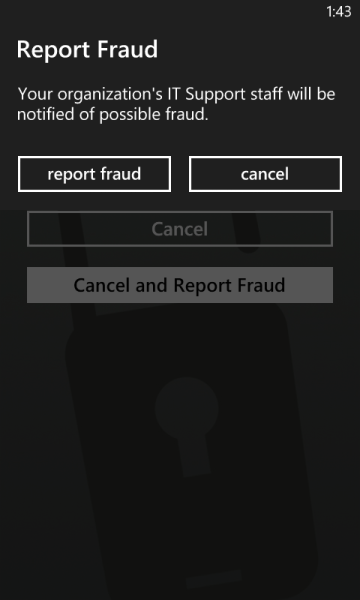 1:43
Report Fraud
Your organization's IT Support staff will be
notified of possible fraud.
report fraud
cancel
Cancel
Cancel and Report Fraud